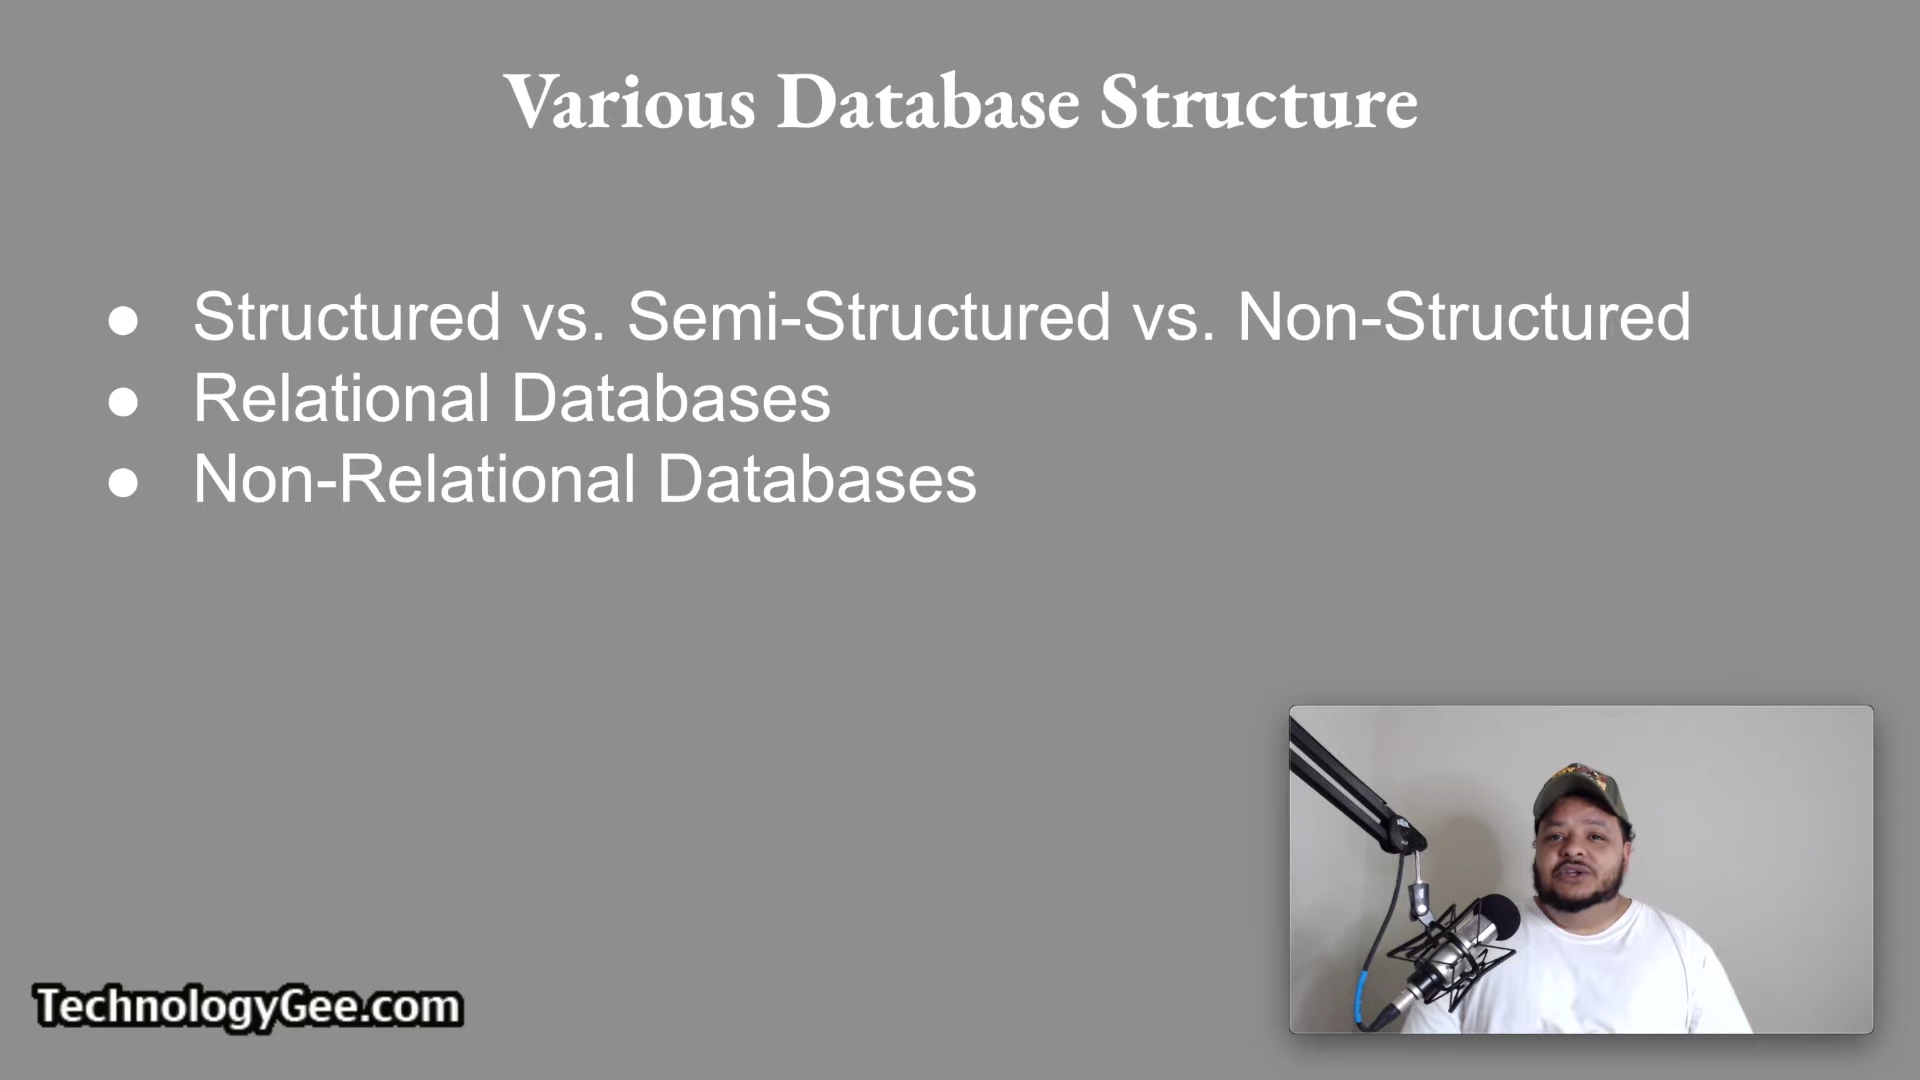 Various Database Structure
● Structured vs. Semi-Structured vs. Non-Structured
● Relational Databases
● Non-Relational Databases
TechnologyGee.com